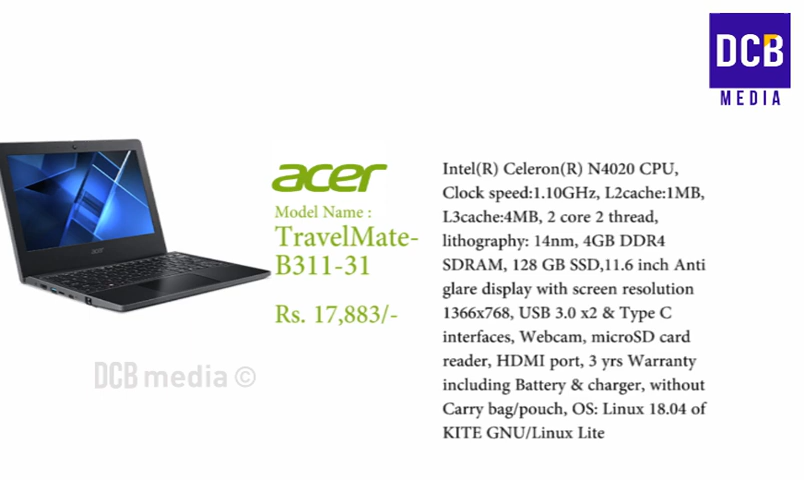 DCB
MEDIA
acer
Model Name :
TravelMate-
B311-31
Rs. 17,883/-
Intel(R) Celeron(R) N4020 CPU,
Clock speed:1.10GHz, L2cache:1MB,
L3cache:4MB, 2 core 2 thread,
lithography: 14nm, 4GB DDR4
SDRAM, 128 GB SSD,11.6 inch Anti
glare display with screen resolution
1366x768, USB 3.0 x2 & Type C
interfaces, Webcam, microSD card
reader, HDMI port, 3 yrs Warranty
including Battery & charger, without
Carry bag/pouch, OS: Linux 18.04 of
KITE GNU/Linux Lite
acer
DCB media ©